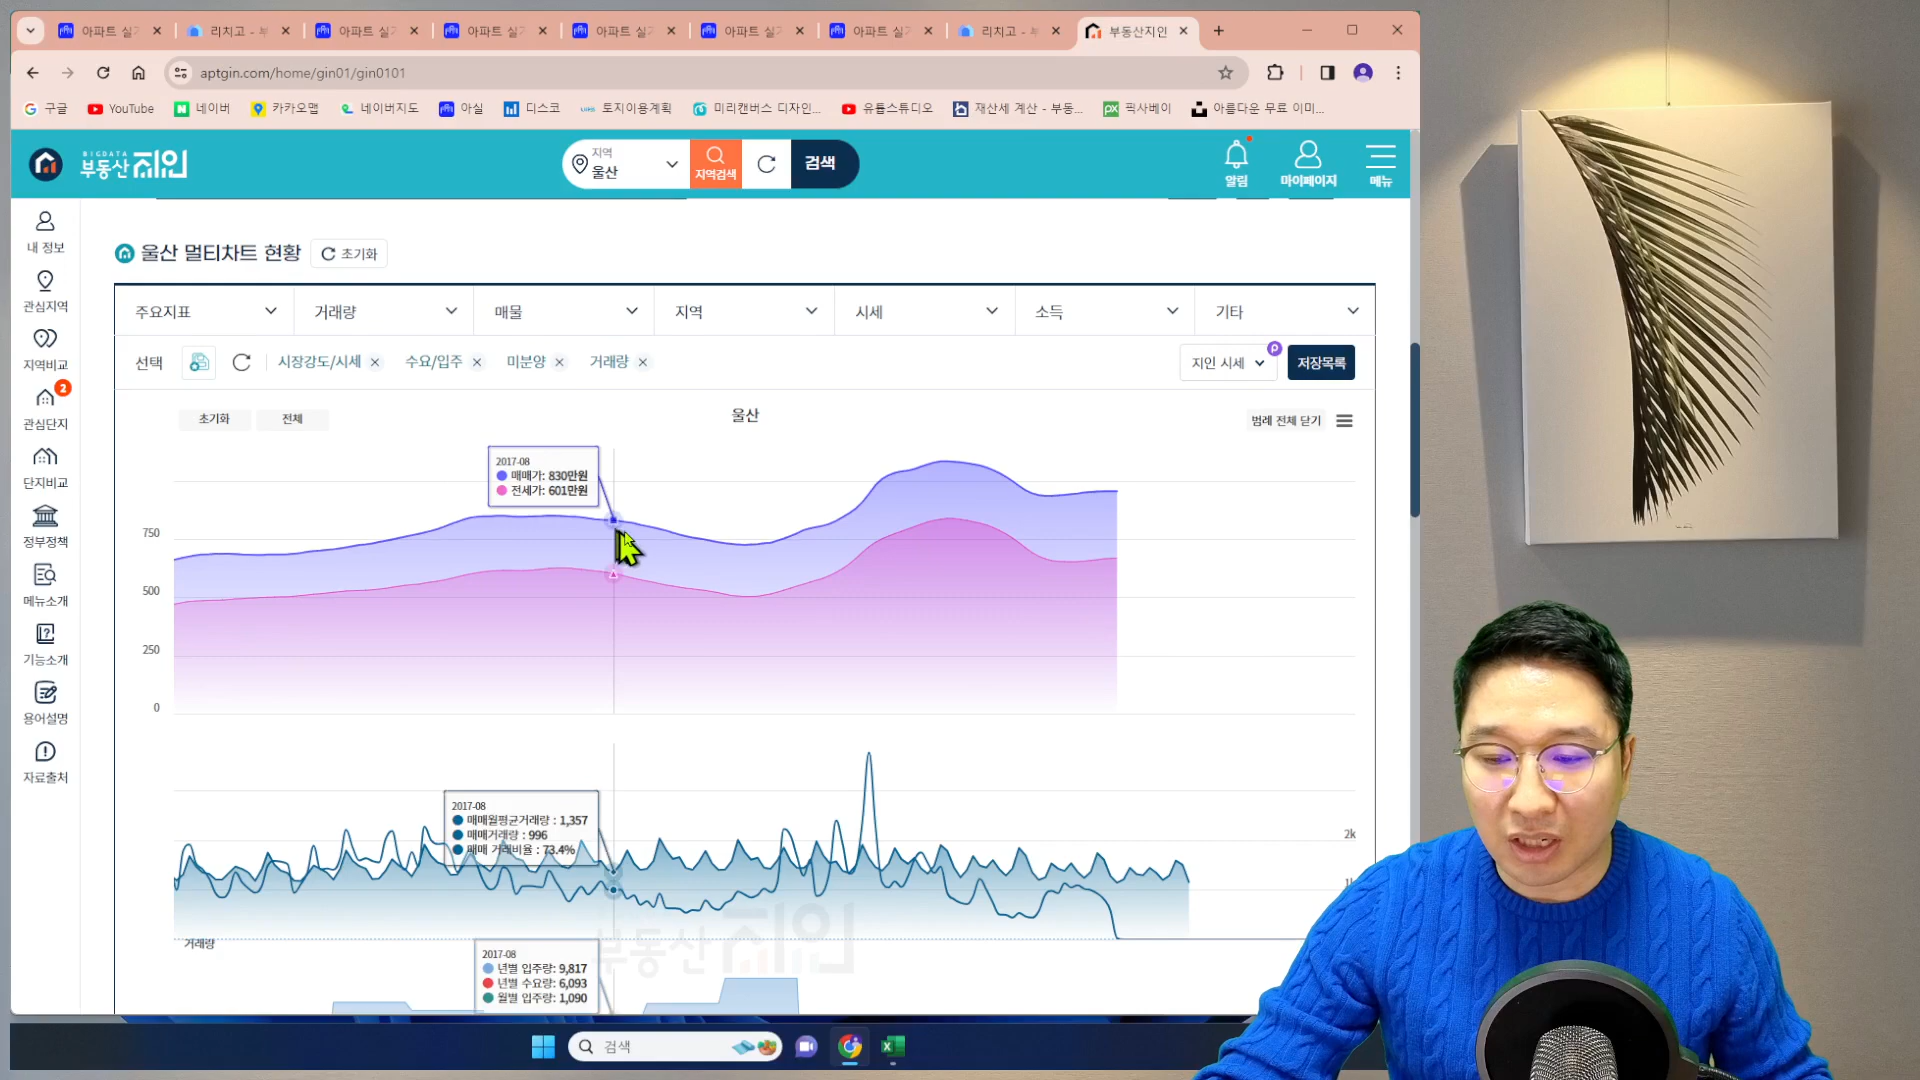 아파트 실
리치고 - 부
아파트 실
아파트 실
아파트 실
아파트 실
아파트 실
리치고 - 부
부동산지인
aptgin.com/home/gin01/gin0101
구글
YouTube
네이버
카카오맵
네이버지도
아실
디스코
토지이용계획
미리캔버스 디자인...
유튭스튜디오
재산세 계산 - 부동...
픽사베이
아름다운 무료 이미...
BIGDATA
부동산 지인
지역
울산
지역검색
검색
알림
마이페이지
메뉴
내 정보
관심지역
지역비교
2
관심단지
단지비교
정부정책
메뉴소개
기능소개
용어설명
자료출처
울산 멀티차트 현황
초기화
주요지표
거래량
매물
지역
시세
소득
기타
선택
시장강도/시세
수요/입주
미분양
거래량
지인 시세
저장목록
초기화
전체
울산
범례 전체 닫기
2017-08
매매가: 830만원
전세가: 601만원
750
500
250
0
2017-08
매매월평균거래량 : 1,357
매매거래량 : 996
매매 거래비율 : 73.4%
2k
거래량
부동산 지인
2017-08
년별 입주량: 9,817
년별 수요량: 6,093
월별 입주량: 1,090
검색